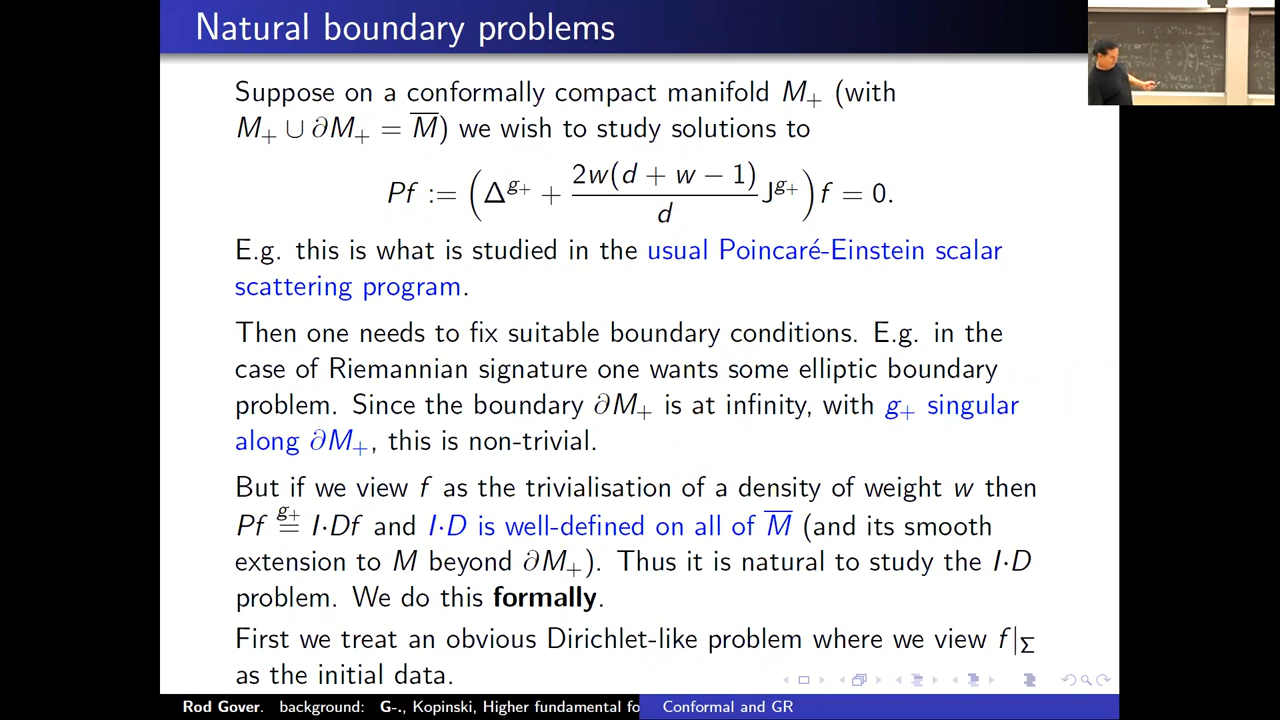 Natural boundary problems
Suppose on a conformally compact manifold M₊ (with
M₊ ∪ ∂M₊ = M̅) we wish to study solutions to
Pf := (Δ^{g₊} + \frac{2w(d + w − 1)}{d} J^{g₊}) f = 0.
E.g. this is what is studied in the usual Poincaré-Einstein scalar
scattering program.
Then one needs to fix suitable boundary conditions. E.g. in the
case of Riemannian signature one wants some elliptic boundary
problem. Since the boundary ∂M₊ is at infinity, with g₊ singular
along ∂M₊, this is non-trivial.
But if we view f as the trivialisation of a density of weight w then
Pf \stackrel{g₊}{=} I·Df and I·D is well-defined on all of M̅ (and its smooth
extension to M beyond ∂M₊). Thus it is natural to study the I·D
problem. We do this formally.
First we treat an obvious Dirichlet-like problem where we view f|_Σ
as the initial data.
Rod Gover. background: G-., Kopinski, Higher fundamental fo
Conformal and GR